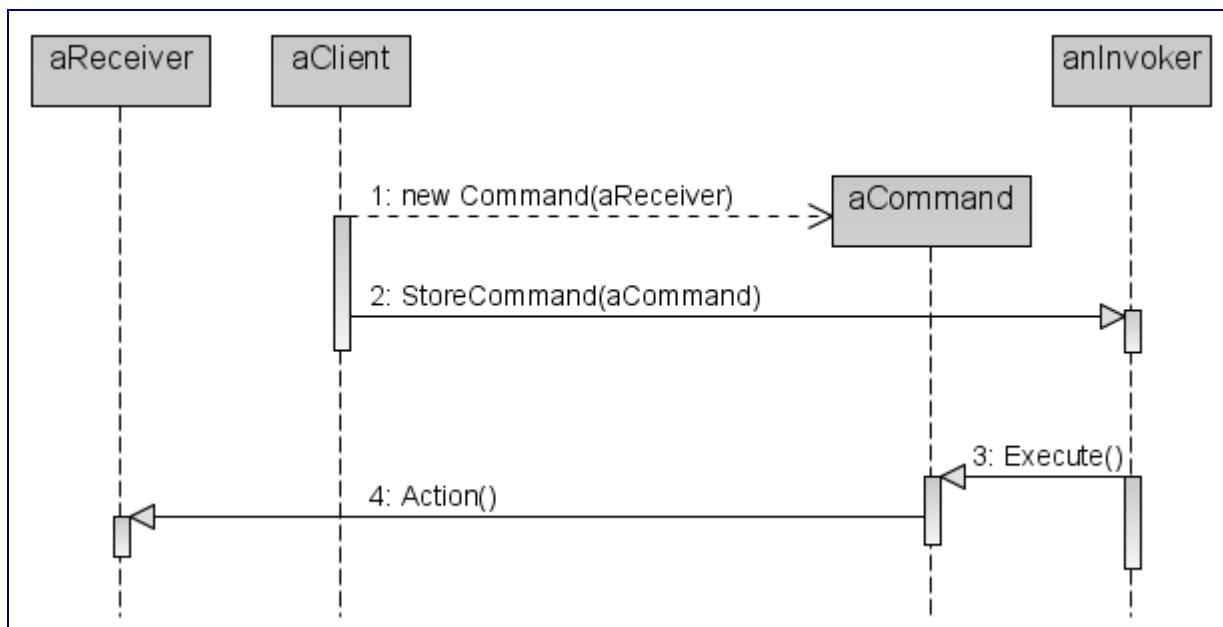 aReceiver
aClient
anInvoker
1: new Command(aReceiver)
aCommand
2: StoreCommand(aCommand)
3: Execute()
4: Action()